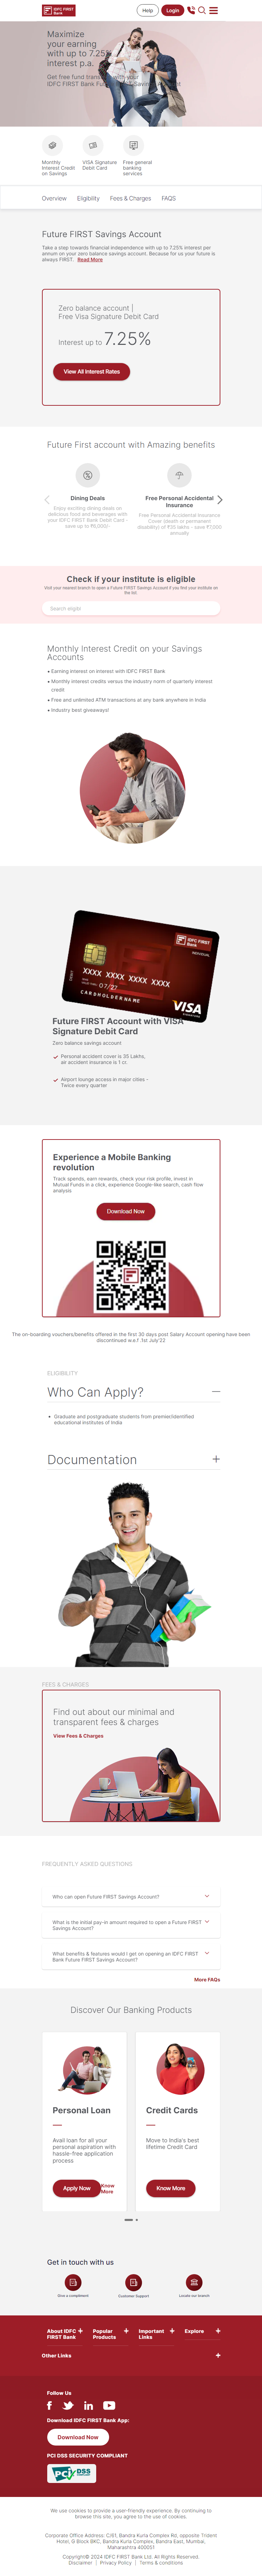 IDFC FIRST
Bank
Help
Login
Maximize
your earning
with up to 7.25%
interest p.a.
Get free fund transfer with your
IDFC FIRST Bank Future FIRST Savings Account
Monthly
Interest Credit
on Savings
VISA Signature
Debit Card
Free general
banking
services
Overview
Eligibility
Fees & Charges
FAQS
Future FIRST Savings Account
Take a step towards financial independence with up to 7.25% interest per
annum on your zero balance savings account. Because for us your future is
always FIRST. Read More
Zero balance account |
Free Visa Signature Debit Card
Interest up to 7.25%
View All Interest Rates
Future First account with Amazing benefits
Dining Deals
Enjoy exciting dining deals on
delicious food and beverages with
your IDFC FIRST Bank Debit Card -
save up to ₹6,000/-
Free Personal Accidental
Insurance
Free Personal Accidental Insurance
Cover (death or permanent
disability) of ₹35 lakhs - save ₹7,000
annually.
Check if your institute is eligible
Visit your nearest branch to open a Future FIRST Savings Account if you find your institute on
the list
Search eligibl
Monthly Interest Credit on your Savings
Accounts
• Earning interest on interest with IDFC FIRST Bank
• Monthly interest credits versus the industry norm of quarterly interest
credit
• Free and unlimited ATM transactions at any bank anywhere in India
• Industry best giveaways!
IDFC FIRST
Bank
XXXX XXXX XXXX XXXX
07/27
CARDHOLDER NAME
VISA
Future FIRST Account with VISA
Signature Debit Card
Zero balance savings account
Personal accident cover is 35 Lakhs,
air accident insurance is 1 cr.
Airport lounge access in major cities -
Twice every quarter
Experience a Mobile Banking
revolution
Track spends, earn rewards, check your risk profile, invest in
Mutual Funds in a click, experience Google-like search, cash flow
analysis
Download Now
The on-boarding vouchers/benefits offered in the first 30 days post Salary Account opening have been
discontinued w.e.f. 1st July'22
ELIGIBILITY
Who Can Apply?
• Graduate and postgraduate students from premier/identified
educational institutes of India
Documentation
FEES & CHARGES
Find out about our minimal and
transparent fees & charges
View Fees & Charges
FREQUENTLY ASKED QUESTIONS
Who can open Future FIRST Savings Account?
What is the initial pay-in amount required to open a Future FIRST
Savings Account?
What benefits & features would I get on opening an IDFC FIRST
Bank Future FIRST Savings Account?
More FAQs
Discover Our Banking Products
Personal Loan
Avail loan for all your
personal aspiration with
hassle-free application
process
Apply Now
Know
More
Credit Cards
Move to India's best
lifetime Credit Card
Know More
Get in touch with us
Give a compliment
Customer Support
Locate our branch
About IDFC
FIRST Bank
Popular
Products
Important
Links
Explore
Other Links
Follow Us
Download IDFC FIRST Bank App:
Download Now
PCI DSS SECURITY COMPLIANT
PCI DSS
We use cookies to provide a user-friendly experience. By continuing to
browse this site, you agree to the use of cookies.
Corporate Office Address: C/61, Bandra Kurla Complex Rd, opposite Trident
Hotel, G Block BKC, Bandra Kurla Complex, Bandra East, Mumbai,
Maharashtra 400051
Copyright© 2024 IDFC FIRST Bank Ltd. All Rights Reserved.
Disclaimer | Privacy Policy | Terms & conditions